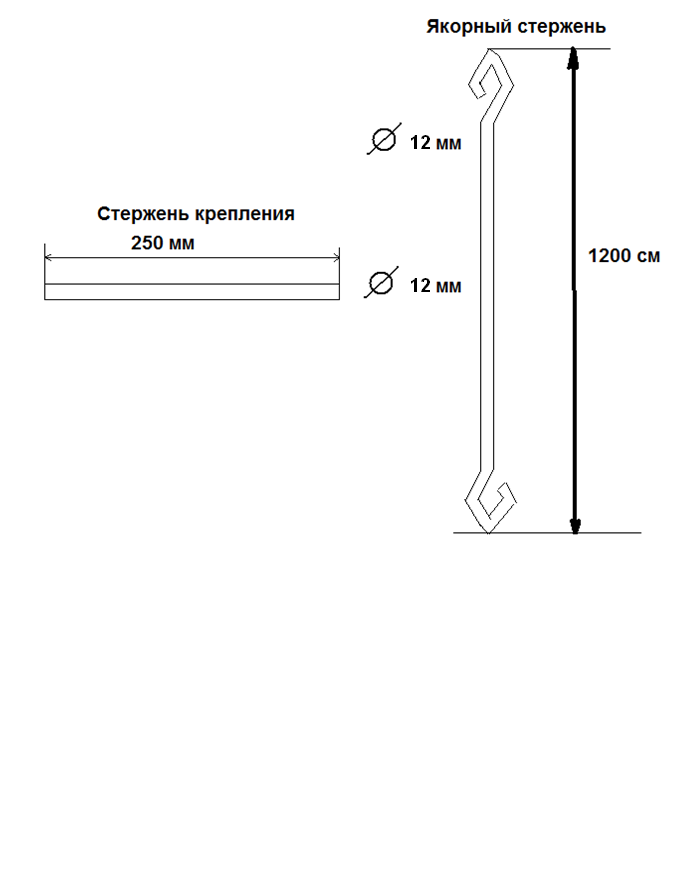 Якорный стержень
12 мм
Стержень крепления
250 мм
1200 см
12 мм